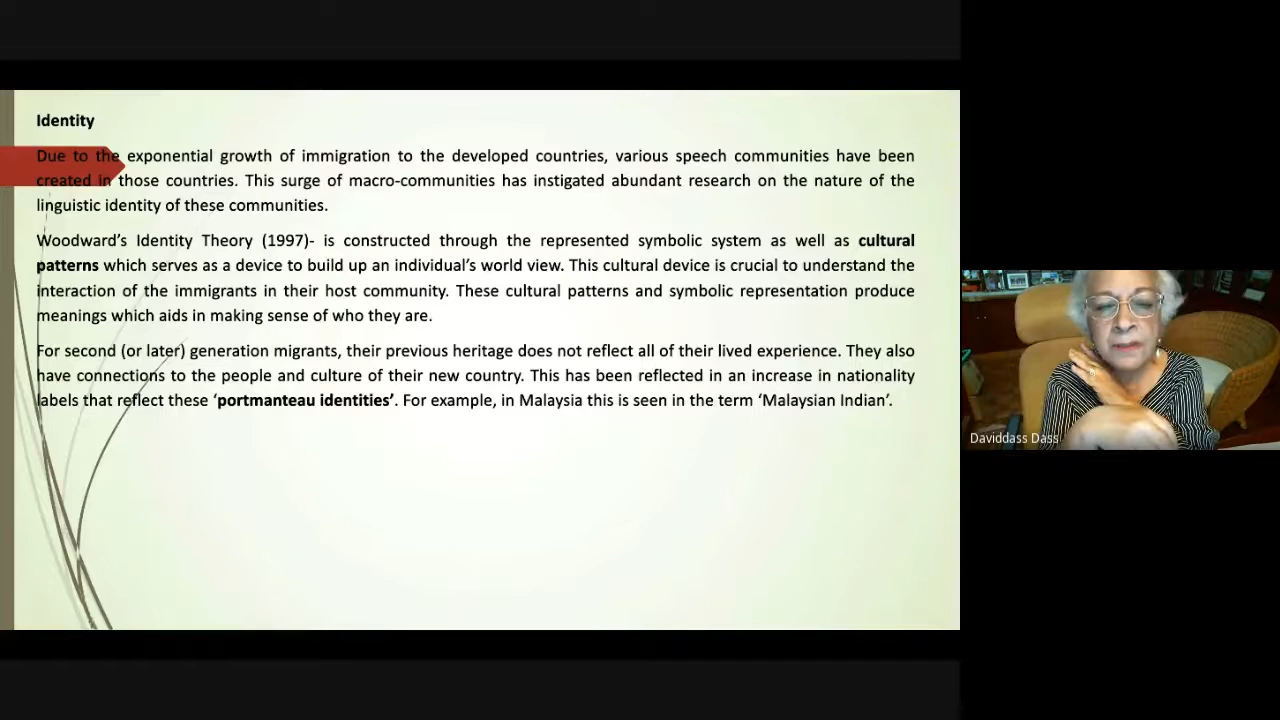 Identity
Due to the exponential growth of immigration to the developed countries, various speech communities have been
created in those countries. This surge of macro-communities has instigated abundant research on the nature of the
linguistic identity of these communities.
Woodward's Identity Theory (1997)- is constructed through the represented symbolic system as well as cultural
patterns which serves as a device to build up an individual's world view. This cultural device is crucial to understand the
interaction of the immigrants in their host community. These cultural patterns and symbolic representation produce
meanings which aids in making sense of who they are.
For second (or later) generation migrants, their previous heritage does not reflect all of their lived experience. They also
have connections to the people and culture of their new country. This has been reflected in an increase in nationality
labels that reflect these ‘portmanteau identities’. For example, in Malaysia this is seen in the term ‘Malaysian Indian’.
Daviddass Dass